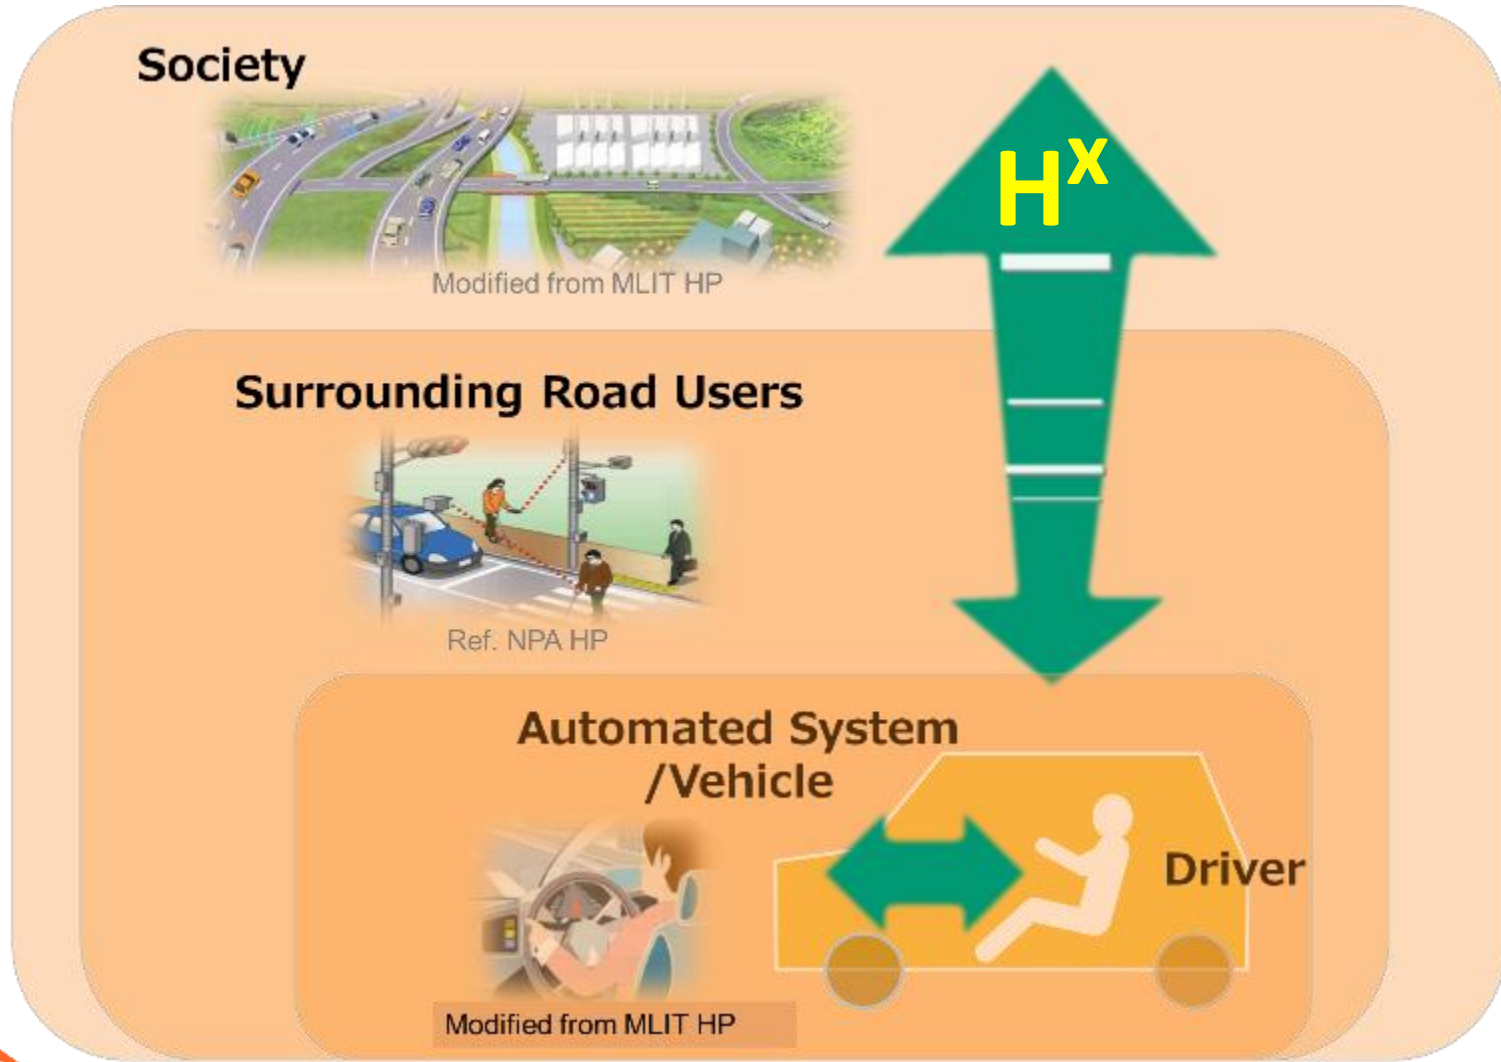 Society
Modified from MLIT HP
Hˣ
Surrounding Road Users
Ref. NPA HP
Automated System
/Vehicle
Driver
Modified from MLIT HP